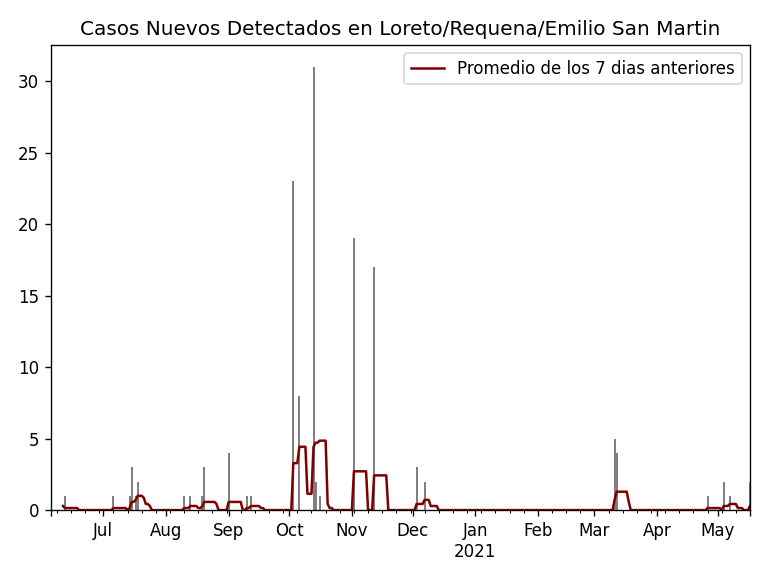 Casos Nuevos Detectados en Loreto/Requena/Emilio San Martin
Promedio de los 7 dias anteriores
30
25
20
15
10
5
0
Jul Aug Sep Oct Nov Dec Jan Feb Mar Apr May
2021